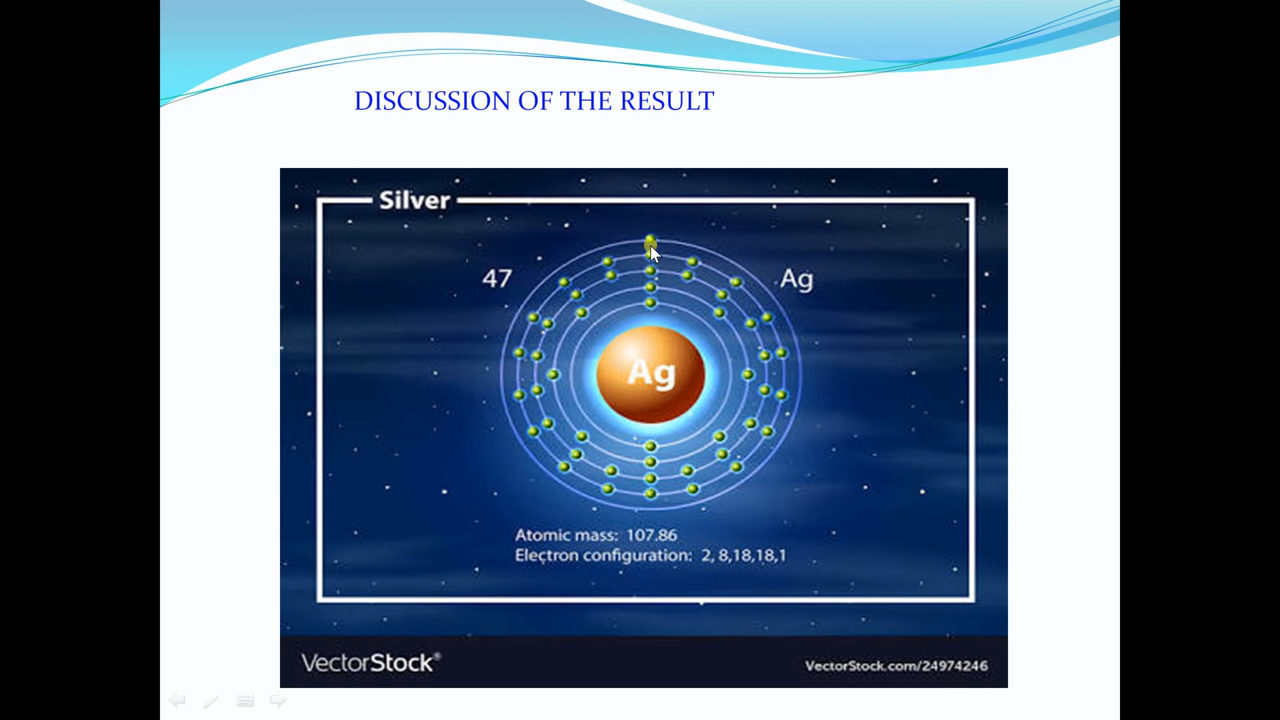 DISCUSSION OF THE RESULT
Silver
47
Ag
Ag
Atomic mass: 107.86
Electron configuration: 2, 8,18,18,1
VectorStock®
VectorStock.com/24974246